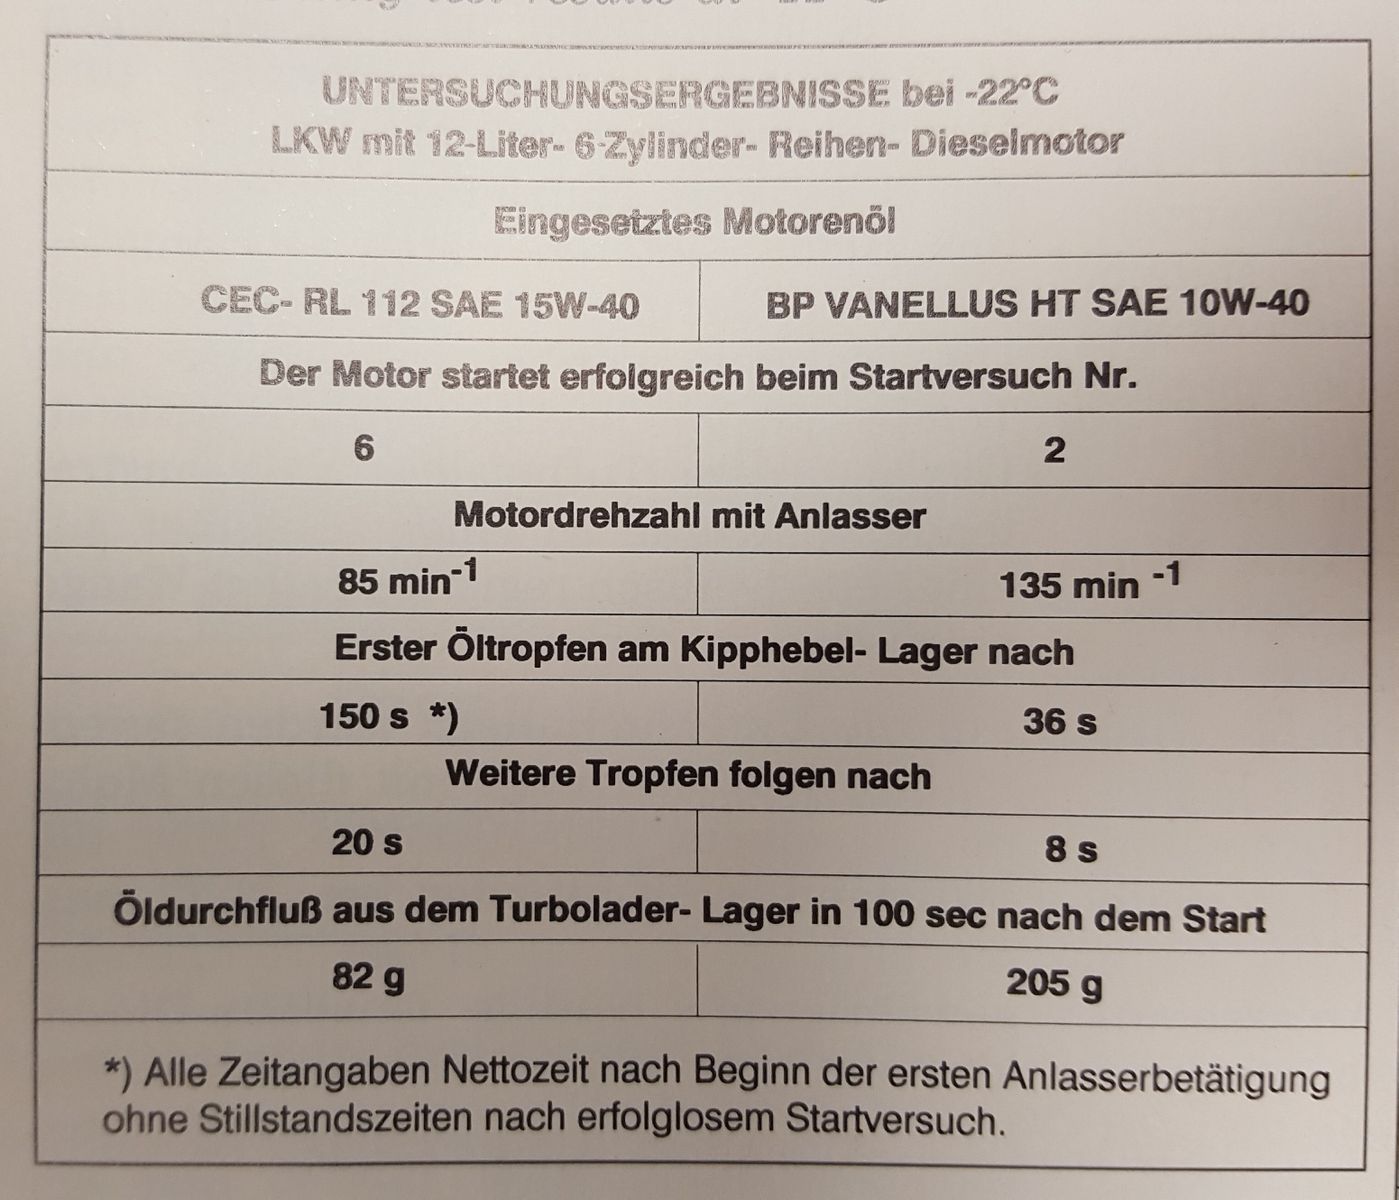 UNTERSUCHUNGSERGEBNISSE bei -22°C
LKW mit 12-Liter- 6-Zylinder- Reihen- Dieselmotor
Eingesetztes Motorenöl
CEC- RL 112 SAE 15W-40 BP VANELLUS HT SAE 10W-40
Der Motor startet erfolgreich beim Startversuch Nr.
6 2
Motordrehzahl mit Anlasser
85 min⁻¹ 135 min ⁻¹
Erster Öltropfen am Kipphebel- Lager nach
150 s *) 36 s
Weitere Tropfen folgen nach
20 s 8 s
Öldurchfluß aus dem Turbolader- Lager in 100 sec nach dem Start
82 g 205 g
*) Alle Zeitangaben Nettozeit nach Beginn der ersten Anlasserbetätigung
ohne Stillstandszeiten nach erfolglosem Startversuch.